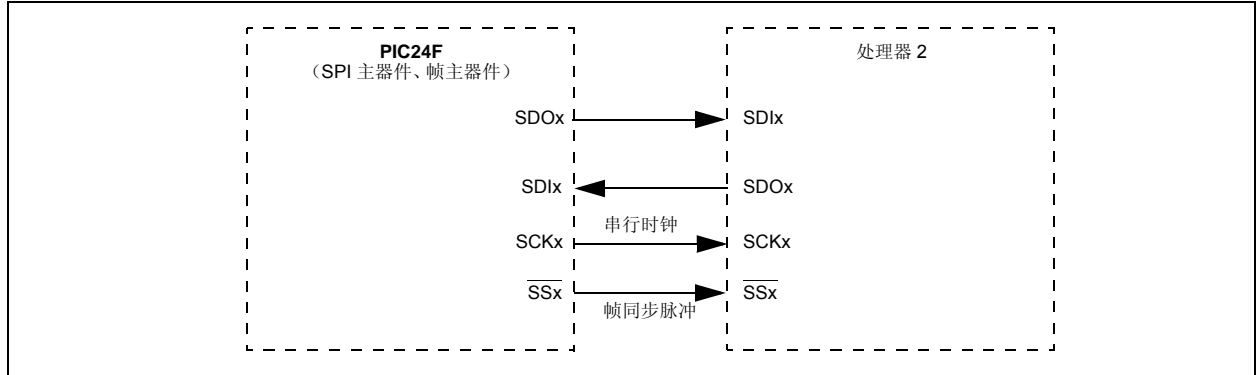 PIC24F
（SPI 主器件、帧主器件）
处理器 2
SDOx
SDIx
SDIx
SDOx
串行时钟
SCKx
SCKx
SSx
SSx
帧同步脉冲